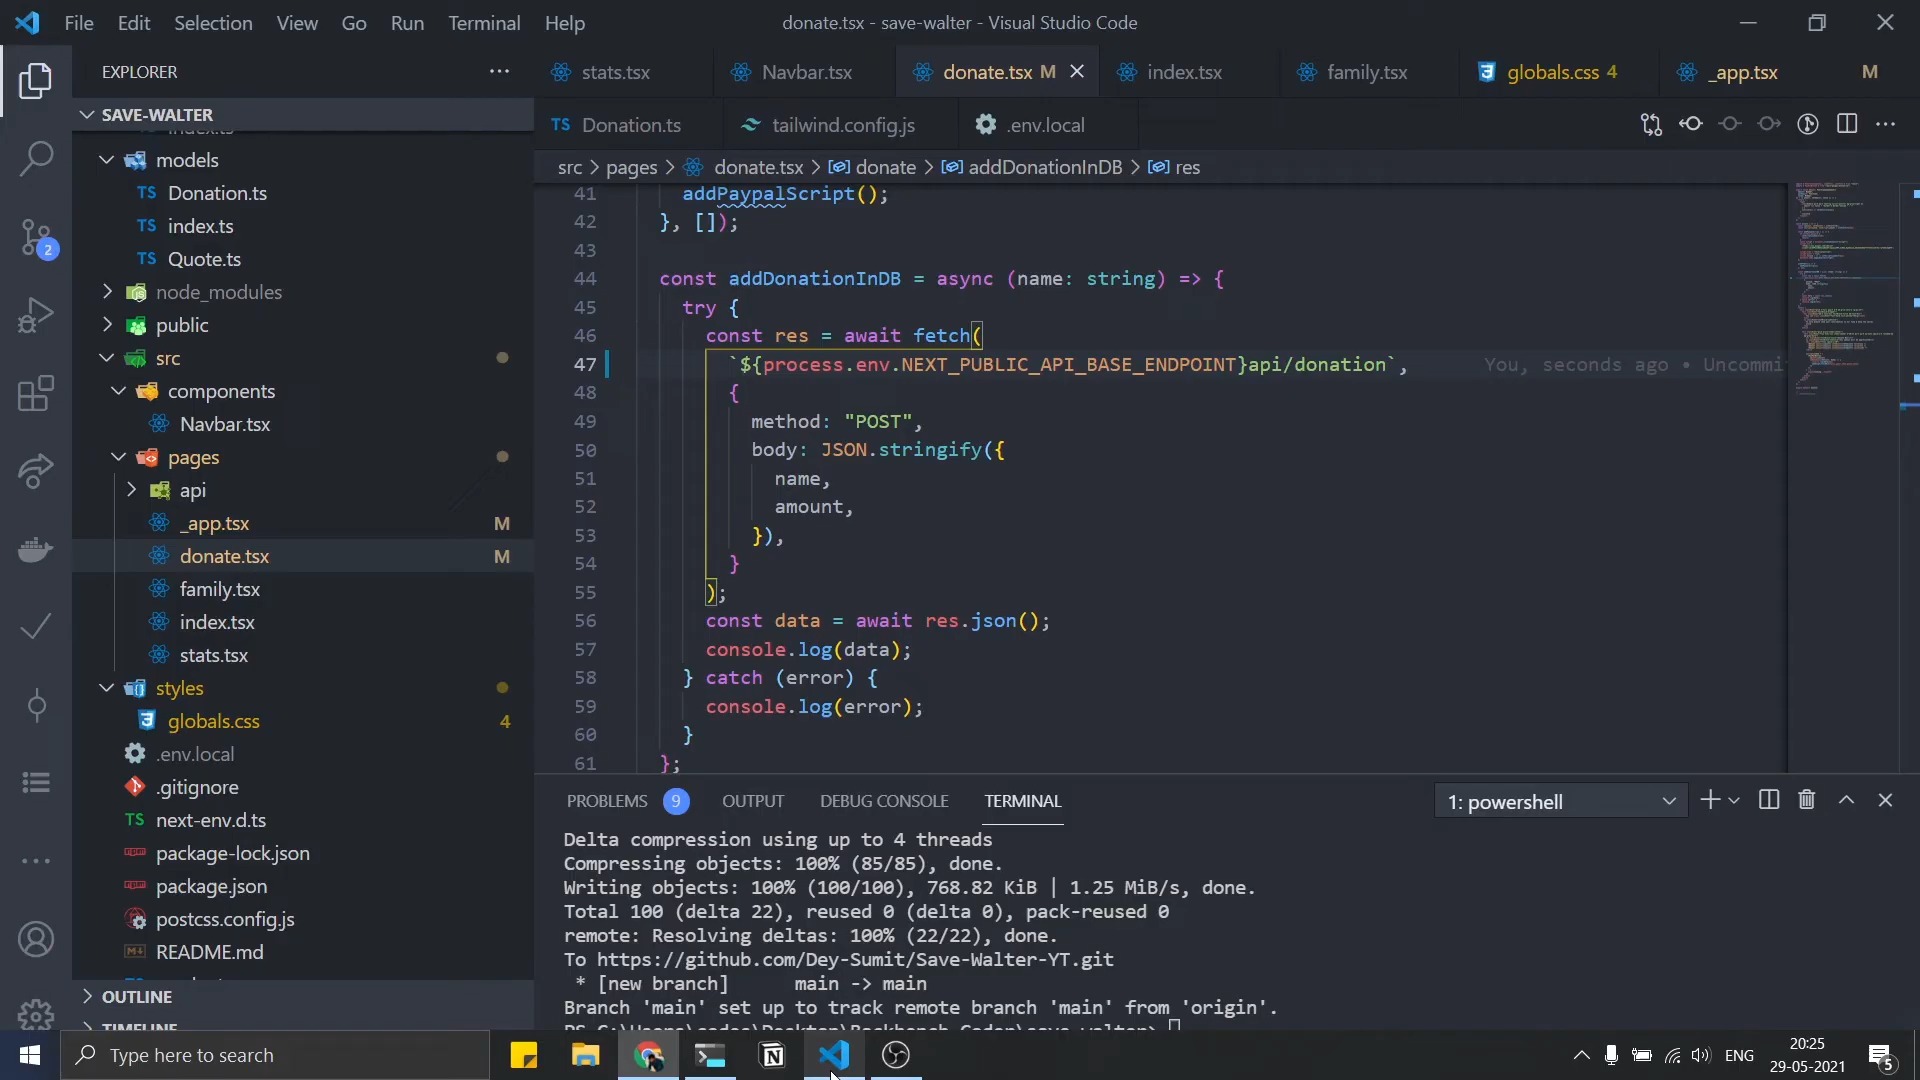 File Edit Selection View Go Run Terminal Help
donate.tsx - save-walter - Visual Studio Code
EXPLORER
stats.tsx
Navbar.tsx
donate.tsx M
index.tsx
family.tsx
globals.css 4
_app.tsx M
SAVE-WALTER
Donation.ts
tailwind.config.js
.env.local
src > pages > donate.tsx > donate > addDonationInDB > res
index.ts
models
Donation.ts
index.ts
Quote.ts
node_modules
public
src
components
Navbar.tsx
pages
api
_app.tsx M
donate.tsx M
family.tsx
index.tsx
stats.tsx
styles
globals.css 4
.env.local
.gitignore
next-env.d.ts
package-lock.json
package.json
postcss.config.js
README.md
OUTLINE
TIMELINE
2
41 addPaypalScript();
42 }, []);
43
44 const addDonationInDB = async (name: string) => {
45 try {
46 const res = await fetch(
47 `${process.env.NEXT_PUBLIC_API_BASE_ENDPOINT}api/donation`, You, seconds ago • Uncommi
48 {
49 method: "POST",
50 body: JSON.stringify({
51 name,
52 amount,
53 }),
54 }
55 );
56 const data = await res.json();
57 console.log(data);
58 } catch (error) {
59 console.log(error);
60 }
61 };
PROBLEMS 9 OUTPUT DEBUG CONSOLE TERMINAL
1: powershell
Delta compression using up to 4 threads
Compressing objects: 100% (85/85), done.
Writing objects: 100% (100/100), 768.82 KiB | 1.25 MiB/s, done.
Total 100 (delta 22), reused 0 (delta 0), pack-reused 0
remote: Resolving deltas: 100% (22/22), done.
To https://github.com/Dey-Sumit/Save-Walter-YT.git
* [new branch] main -> main
Branch 'main' set up to track remote branch 'main' from 'origin'.
Type here to search
ENG
20:25
29-05-2021
5